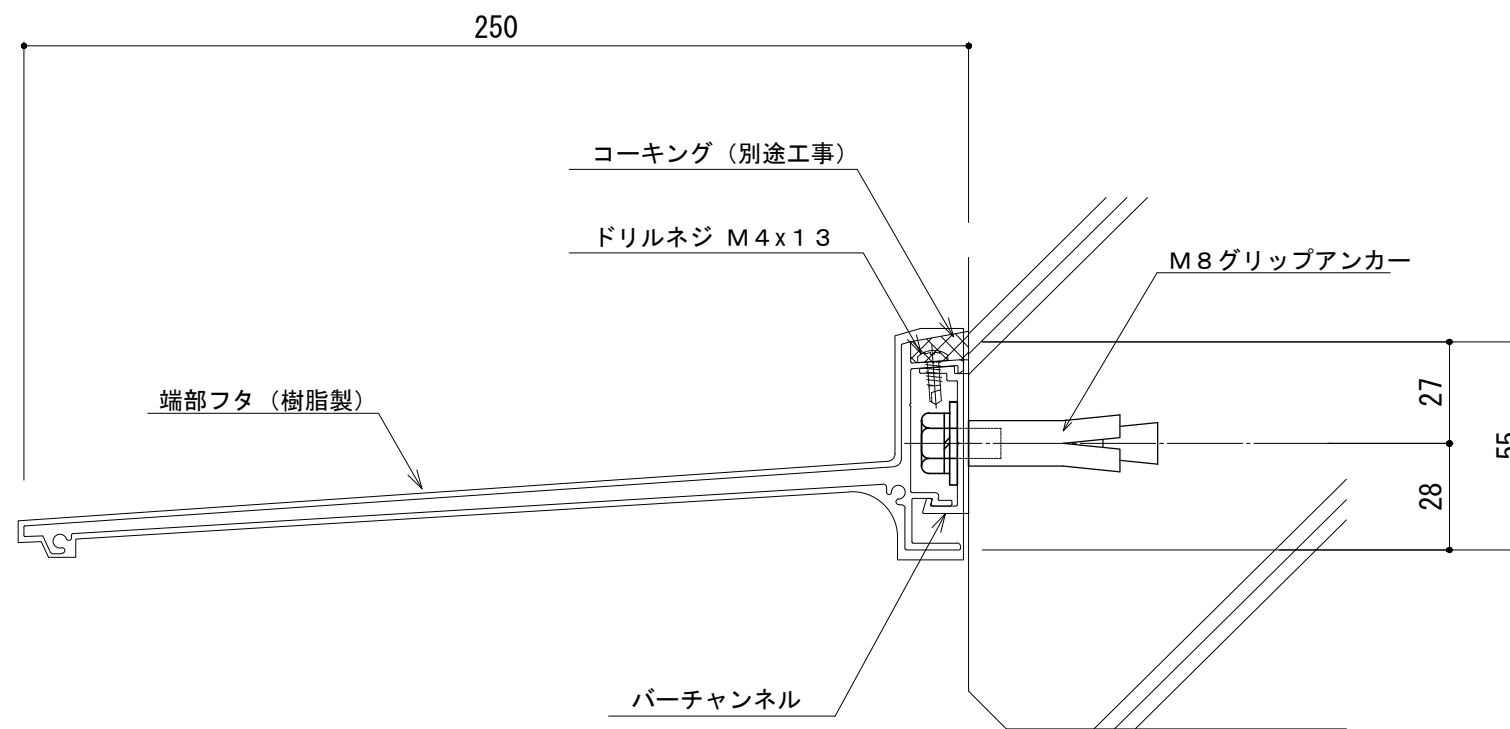 250
コーキング（別途工事）
ドリルネジ Ｍ４x１３
Ｍ８グリップアンカー
端部フタ（樹脂製）
27
55
28
バーチャンネル